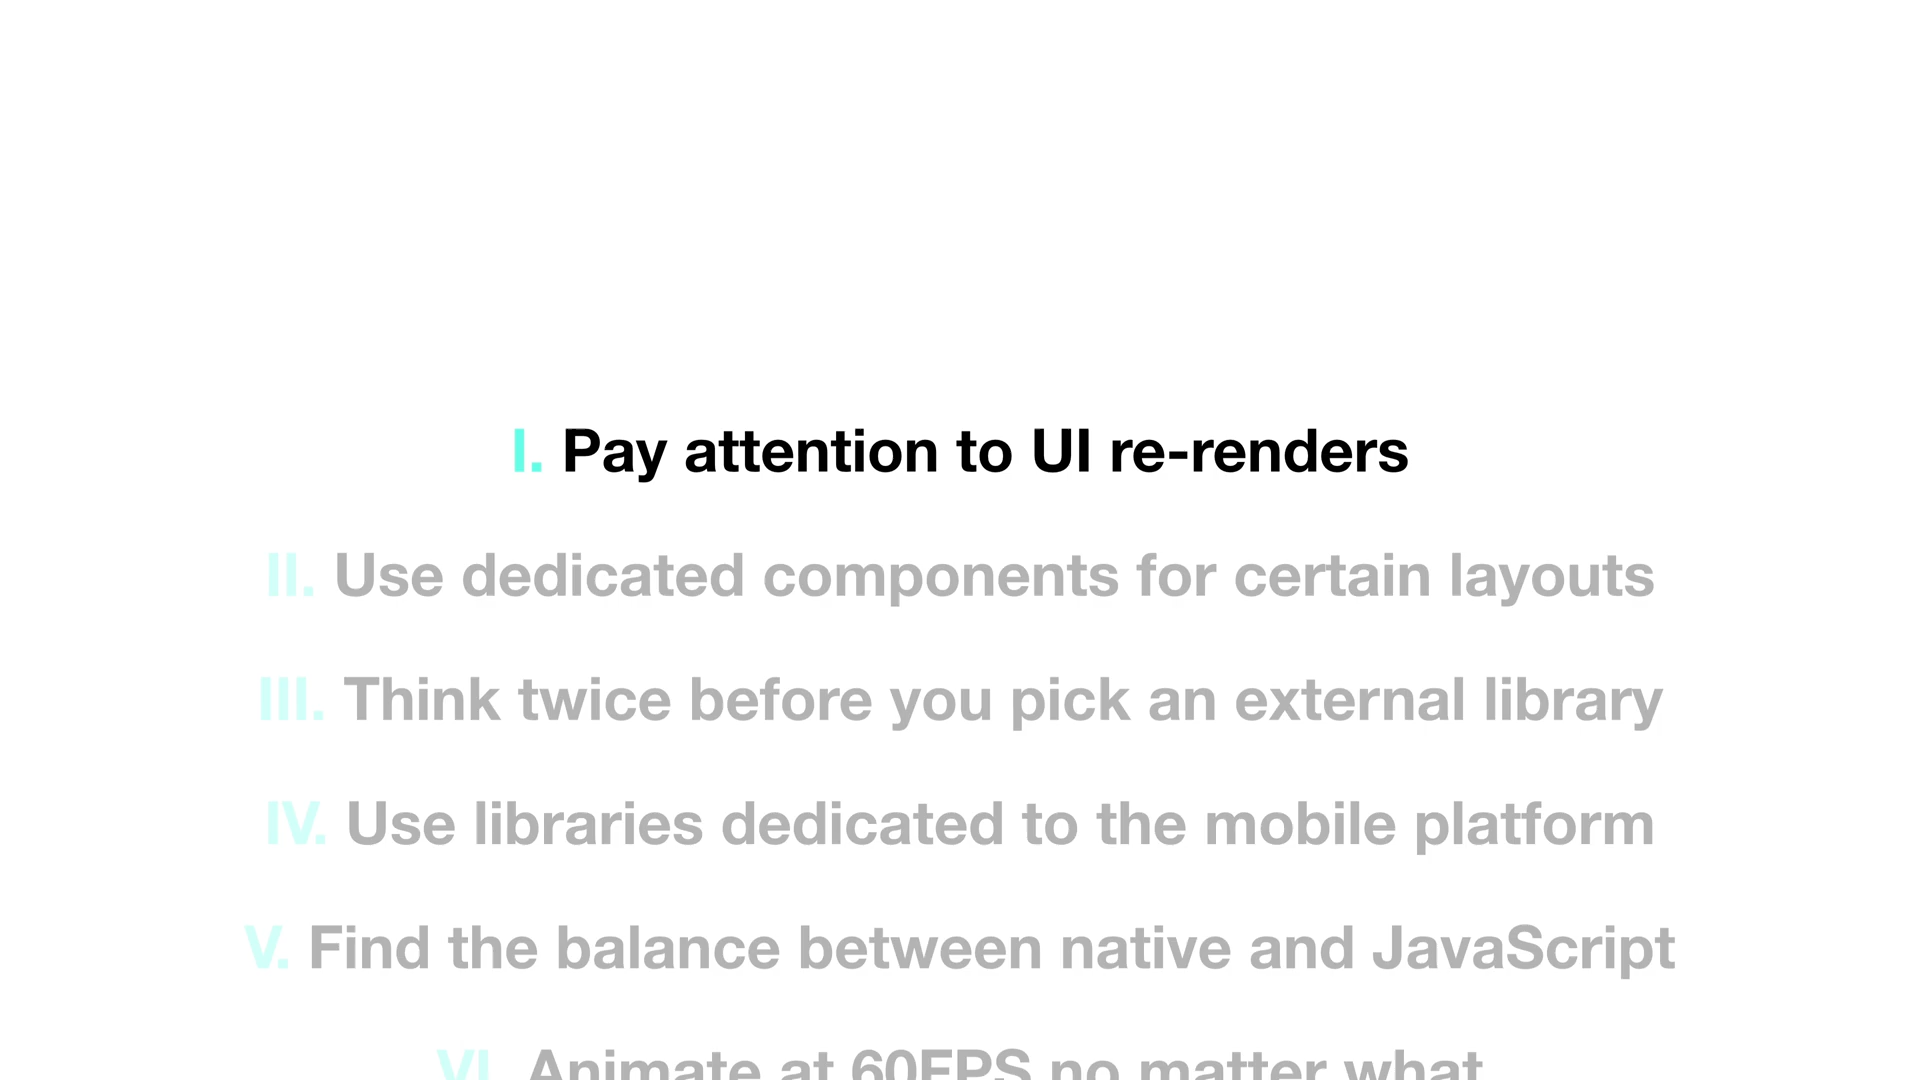 I. Pay attention to UI re-renders
II. Use dedicated components for certain layouts
III. Think twice before you pick an external library
IV. Use libraries dedicated to the mobile platform
V. Find the balance between native and JavaScript
VI. Animate at 60FPS no matter what